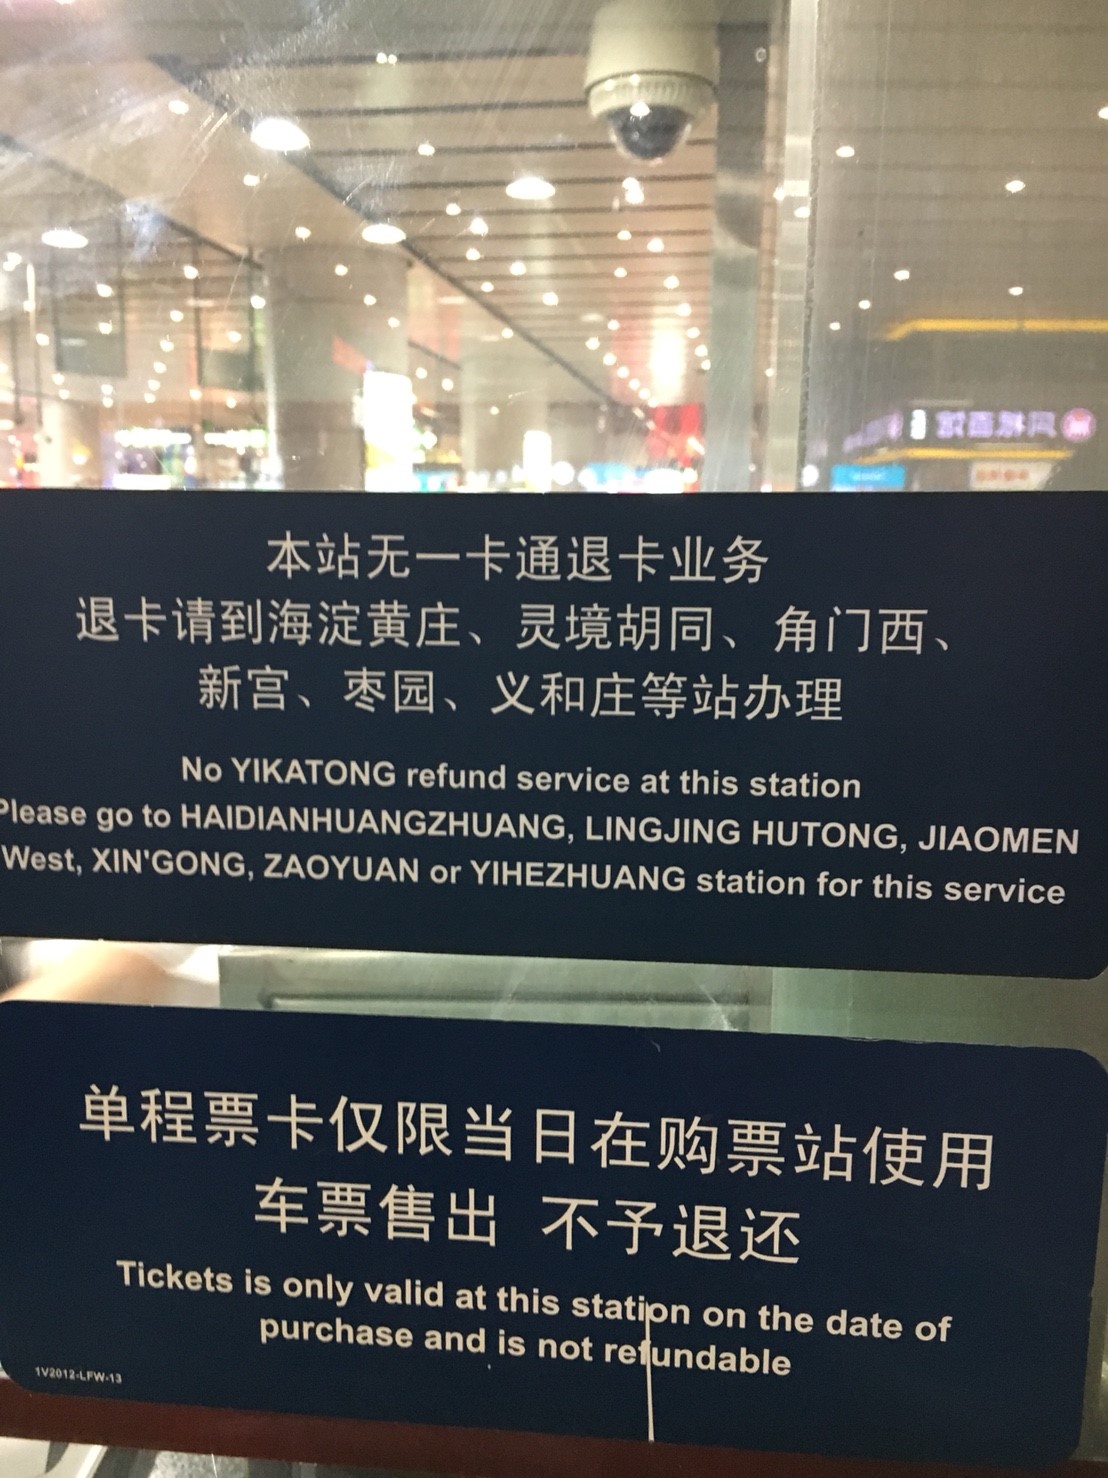 本站无一卡通退卡业务
退卡请到海淀黄庄、灵境胡同、角门西、
新宫、枣园、义和庄等站办理
No YIKATONG refund service at this station
Please go to HAIDIANHUANGZHUANG, LINGJING HUTONG, JIAOMEN
West, XIN'GONG, ZAOYUAN or YIHEZHUANG station for this service
单程票卡仅限当日在购票站使用
车票售出 不予退还
Tickets is only valid at this station on the date of
purchase and is not refundable
1V2012-LFW-13